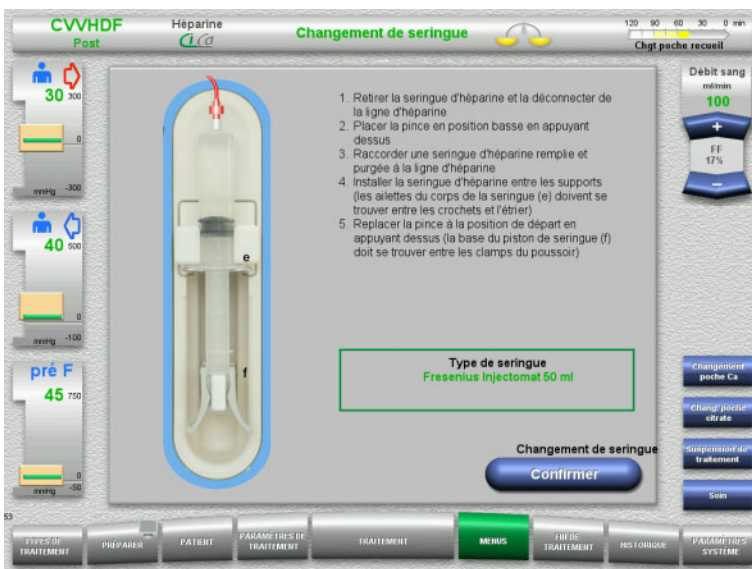 CVVHDF
Post
Héparine
Ci Ca
Changement de seringue
120 90 60 30 0 min
Chgt poche recueil
30
300
0
mmHg -300
40
500
0
mmHg -100
pré F
45
750
0
mmHg -50
1. Retirer la seringue d'héparine et la déconnecter de
la ligne d'héparine
2. Placer la pince en position basse en appuyant
dessus
3. Raccorder une seringue d'héparine remplie et
purgée à la ligne d'héparine
4. Installer la seringue d'héparine entre les supports
(les ailettes du corps de la seringue (e) doivent se
trouver entre les crochets et l'étrier)
5. Replacer la pince à la position de départ en
appuyant dessus (la base du piston de seringue (f)
doit se trouver entre les clamps du poussoir)
e
f
Type de seringue
Fresenius Injectomat 50 ml
Changement de seringue
Confirmer
Débit sang
ml/min
100
+
FF
17%
–
Changement
poche Ca
Changt poche
citrate
Suspension de
traitement
Soin
53
TYPES DE
TRAITEMENT
PRÉPARER
PATIENT
PARAMÈTRES DE
TRAITEMENT
TRAITEMENT
MENUS
FIN DE
TRAITEMENT
HISTORIQUE
PARAMÈTRES
SYSTÈME